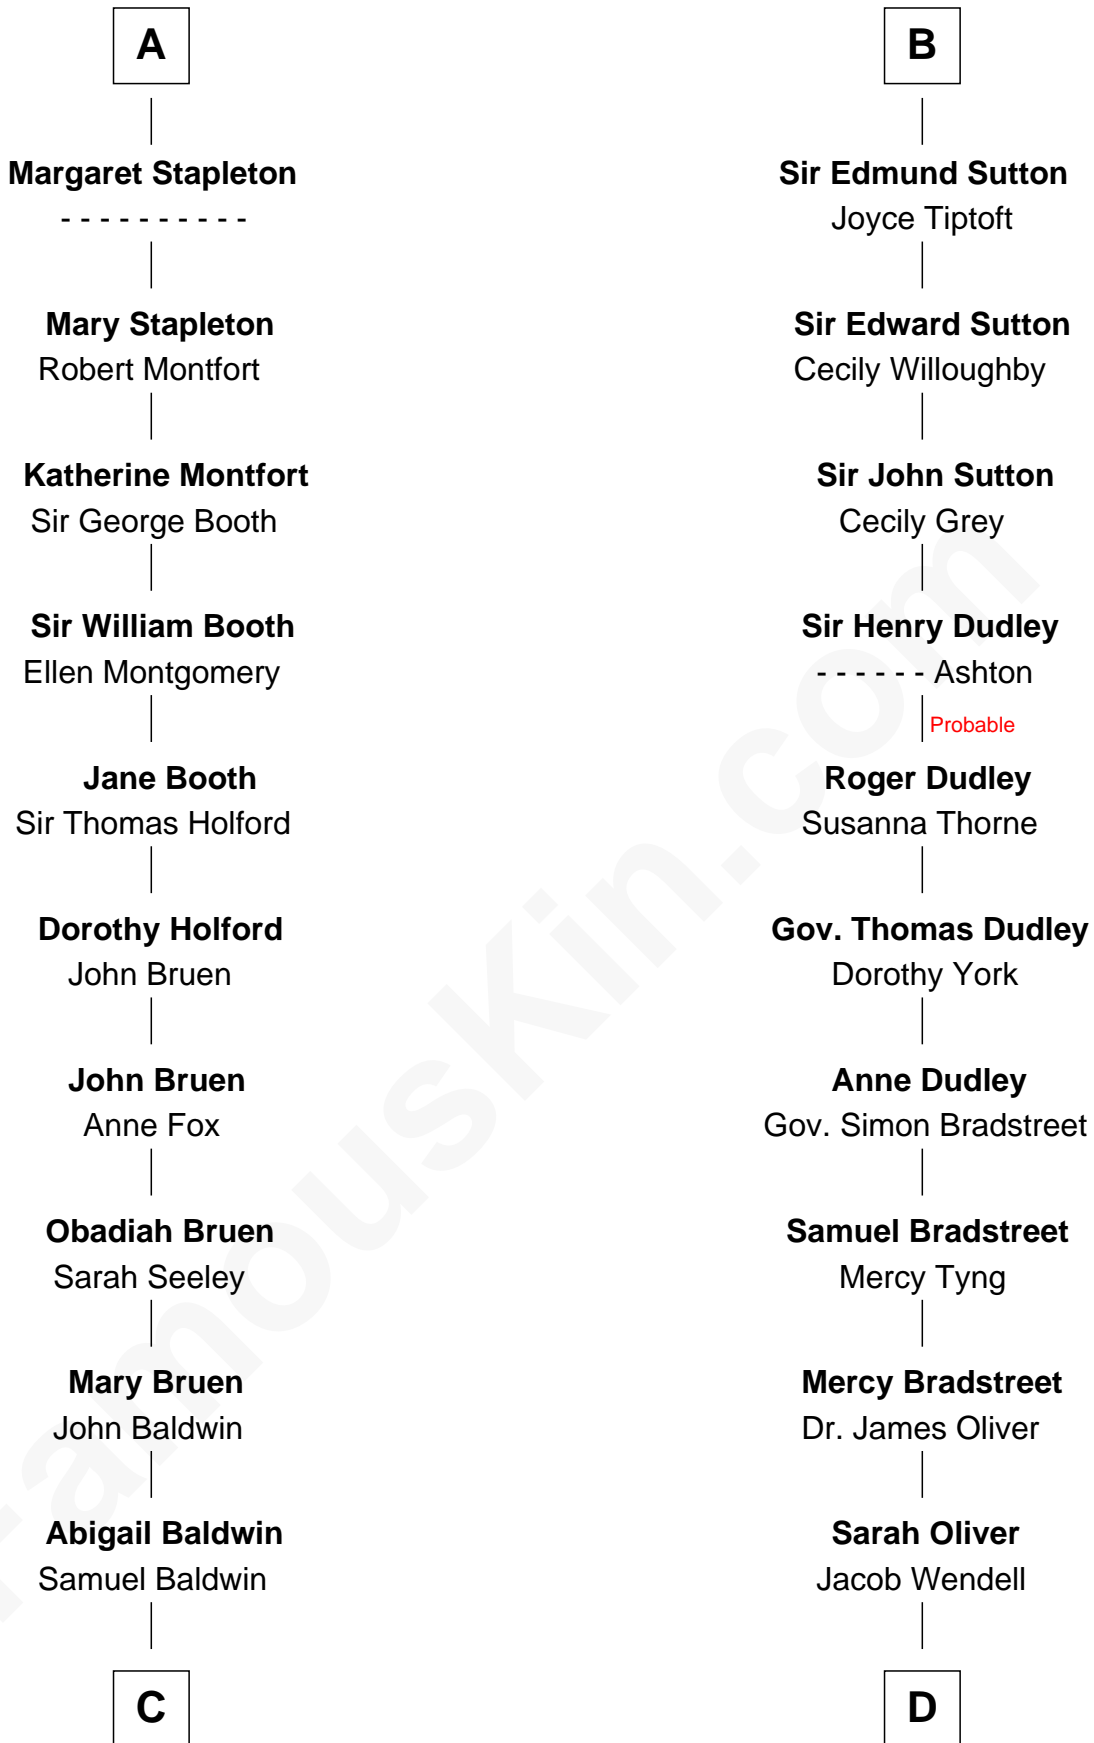 A
Margaret Stapleton
- - - - - - - - - -
Mary Stapleton
Robert Montfort
Katherine Montfort
Sir George Booth
Sir William Booth
Ellen Montgomery
Jane Booth
Sir Thomas Holford
Dorothy Holford
John Bruen
John Bruen
Anne Fox
Obadiah Bruen
Sarah Seeley
Mary Bruen
John Baldwin
Abigail Baldwin
Samuel Baldwin
C
B
Sir Edmund Sutton
Joyce Tiptoft
Sir Edward Sutton
Cecily Willoughby
Sir John Sutton
Cecily Grey
Sir Henry Dudley
- - - - - - Ashton
Probable
Roger Dudley
Susanna Thorne
Gov. Thomas Dudley
Dorothy York
Anne Dudley
Gov. Simon Bradstreet
Samuel Bradstreet
Mercy Tyng
Mercy Bradstreet
Dr. James Oliver
Sarah Oliver
Jacob Wendell
D
FamousKin.com